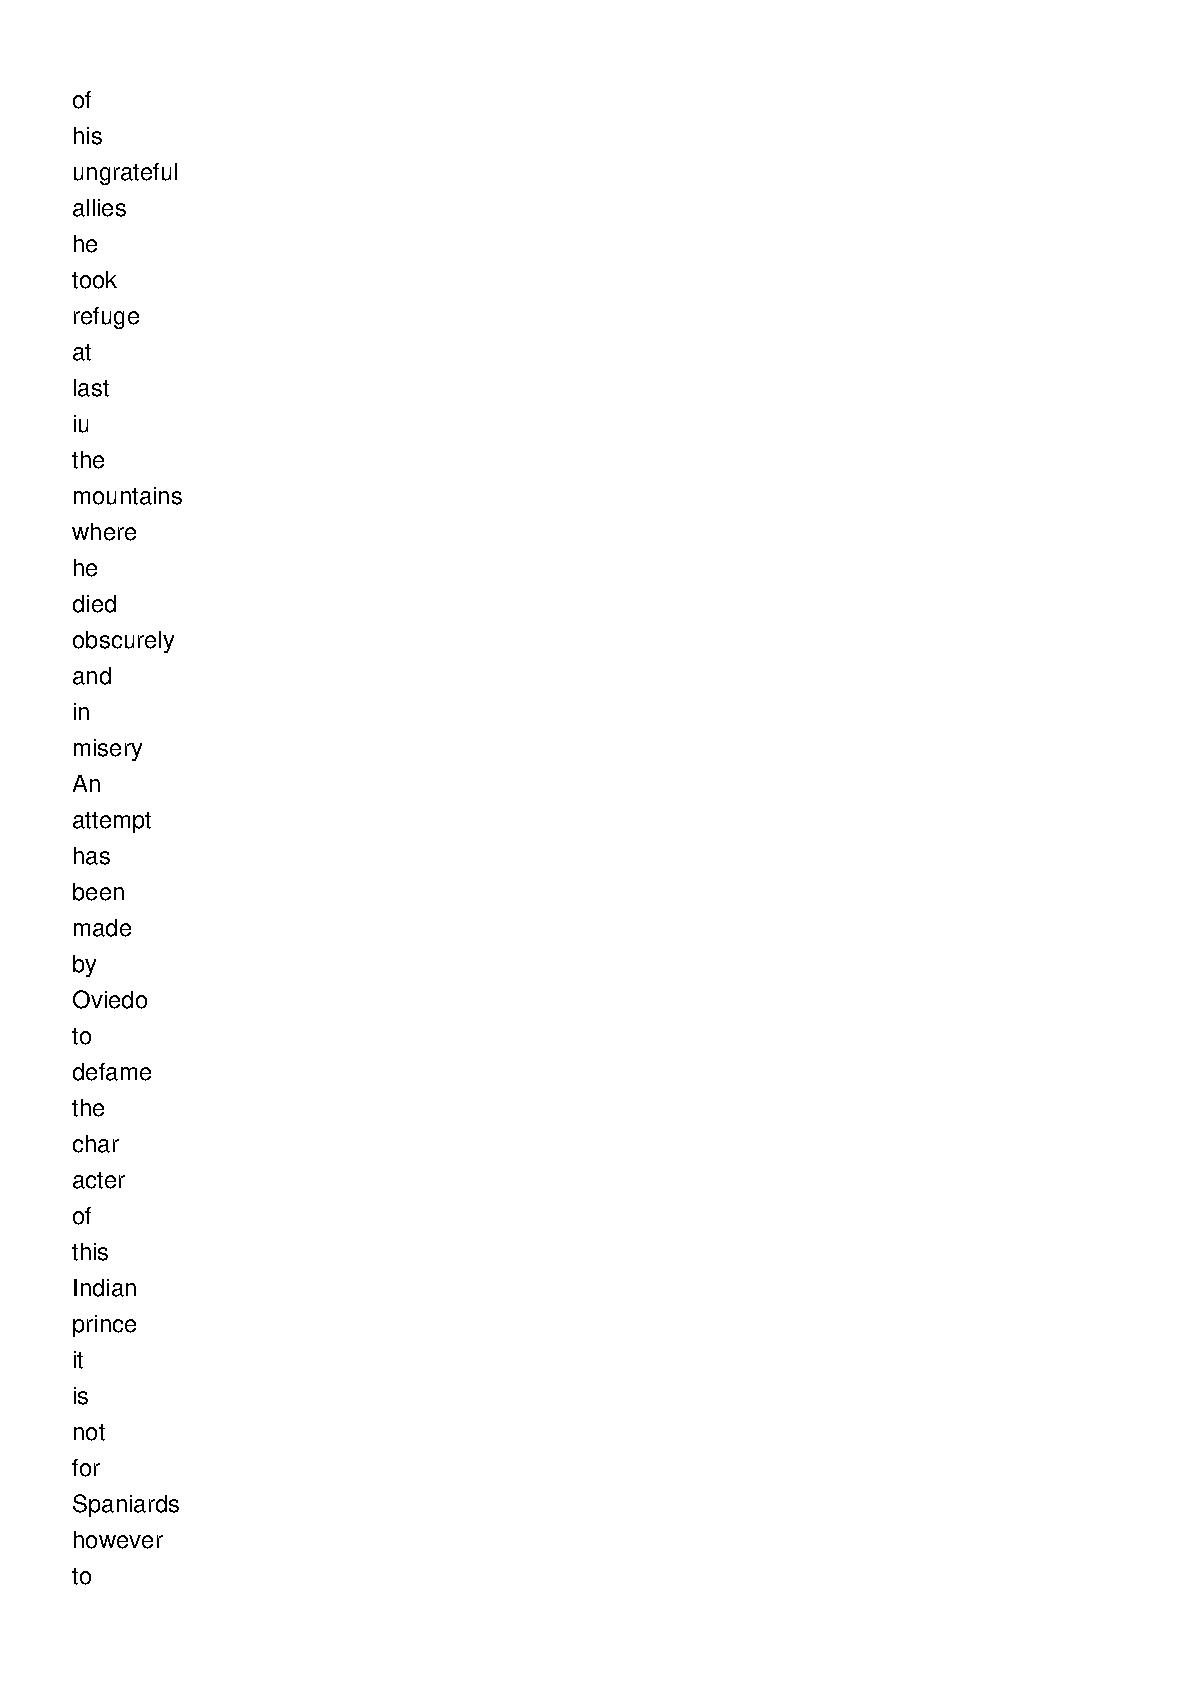 of
his
ungrateful
allies
he
took
refuge
at
last
iu
the
mountains
where
he
died
obscurely
and
in
misery
An
attempt
has
been
made
by
Oviedo
to
defame
the
char
acter
of
this
Indian
prince
it
is
not
for
Spaniards
however
to